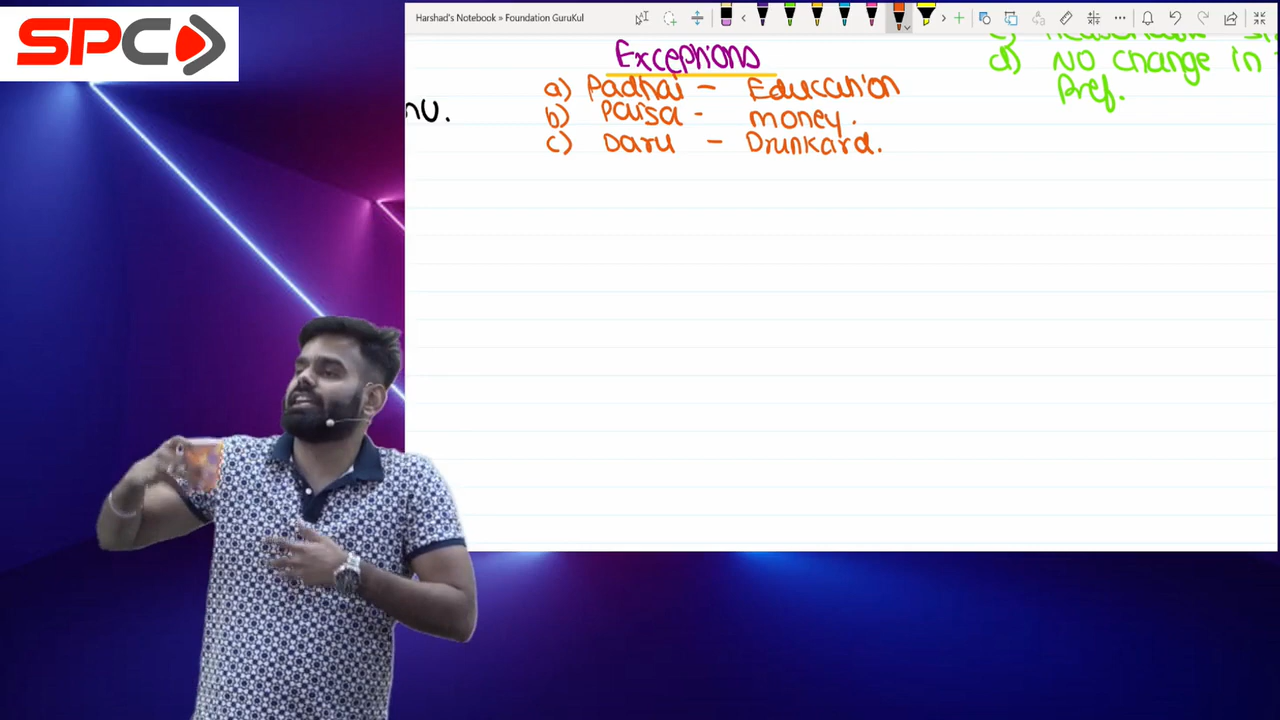 SPC
Harshad's Notebook » Foundation GuruKul
Exceptions
a) Padhai - Education
b) Paisa - money.
c) Daru - Drunkard.
nu.
d) No change in
Pref.